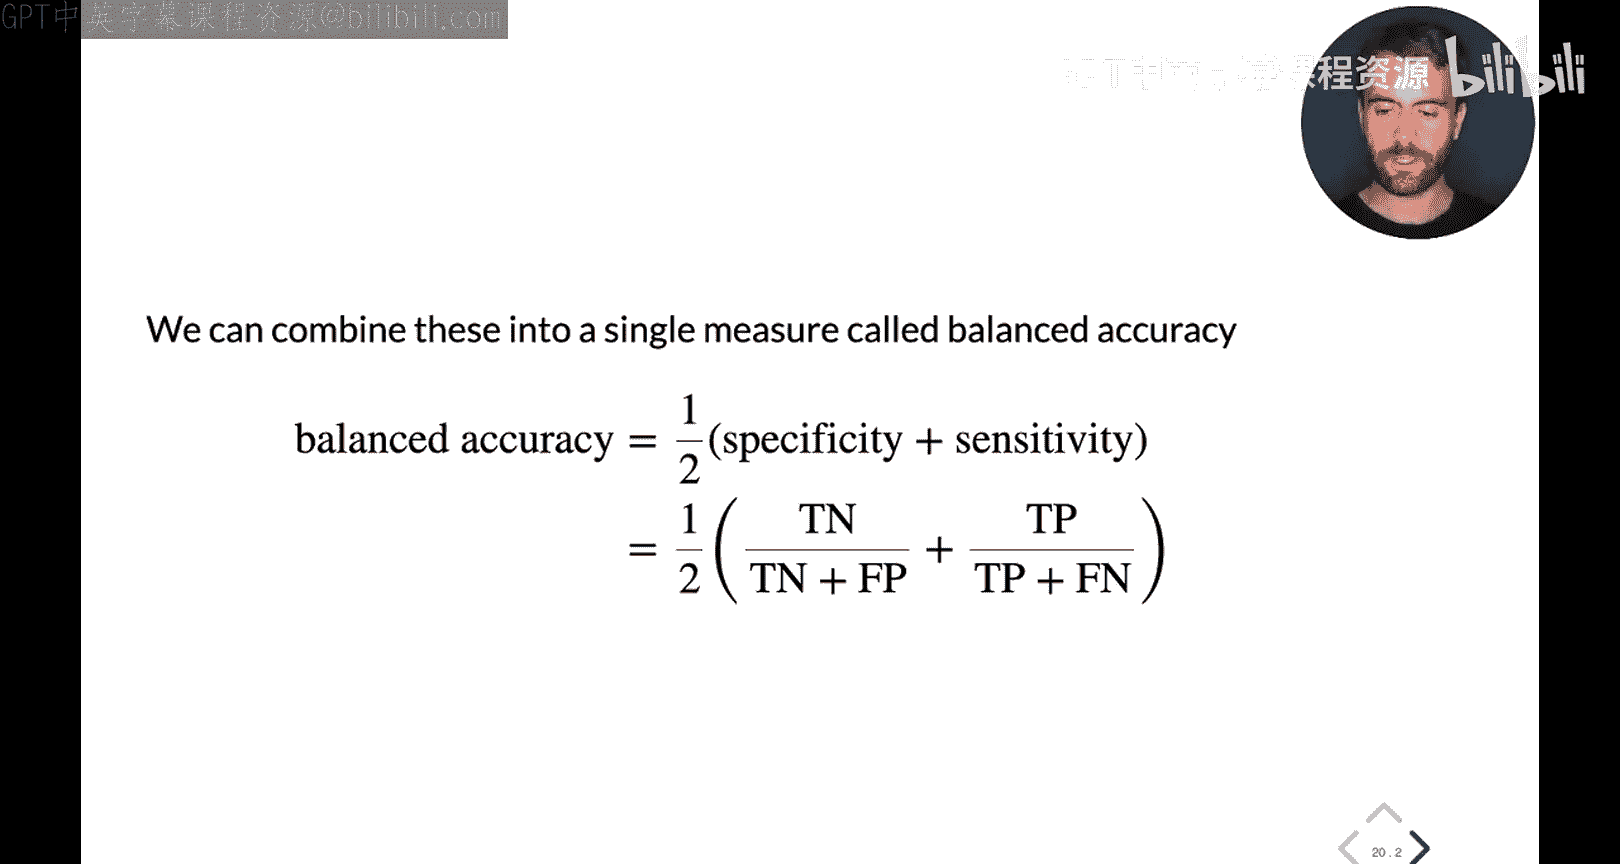 GPT中英字幕课程资源@bilibili.com
课程资源 bilibili
We can combine these into a single measure called balanced accuracy
balanced accuracy = 1/2 (specificity + sensitivity)
= 1/2 ( TN / (TN + FP) + TP / (TP + FN) )
20 . 2